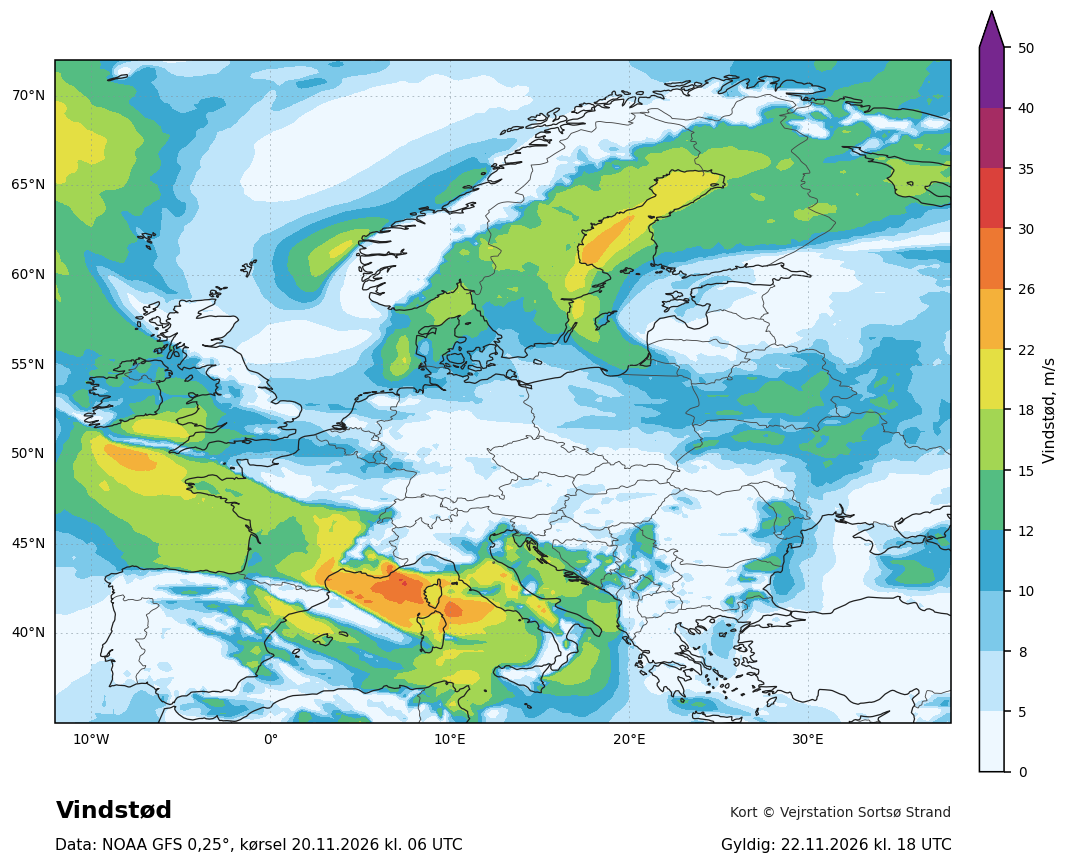 50
40
35
30
26
22
18
15
12
10
8
5
0
Vindstød, m/s
70°N
65°N
60°N
55°N
50°N
45°N
40°N
10°W
0°
10°E
20°E
30°E
Vindstød
Kort © Vejrstation Sortsø Strand
Data: NOAA GFS 0,25°, kørsel 20.11.2026 kl. 06 UTC
Gyldig: 22.11.2026 kl. 18 UTC